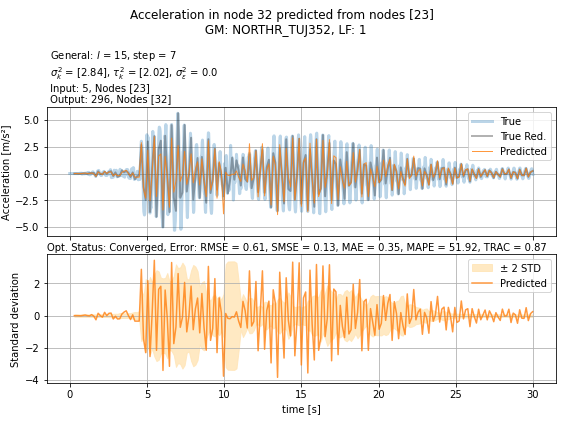 Acceleration in node 32 predicted from nodes [23]
GM: NORTHR_TUJ352, LF: 1
General: l = 15, step = 7
σ²ₖ = [2.84], τ²ₖ = [2.02], σ²ε = 0.0
Input: 5, Nodes [23]
Output: 296, Nodes [32]
5.0
2.5
0.0
−2.5
−5.0
Acceleration [m/s²]
True
True Red.
Predicted
Opt. Status: Converged, Error: RMSE = 0.61, SMSE = 0.13, MAE = 0.35, MAPE = 51.92, TRAC = 0.87
2
0
−2
−4
Standard deviation
± 2 STD
Predicted
0 5 10 15 20 25 30
time [s]